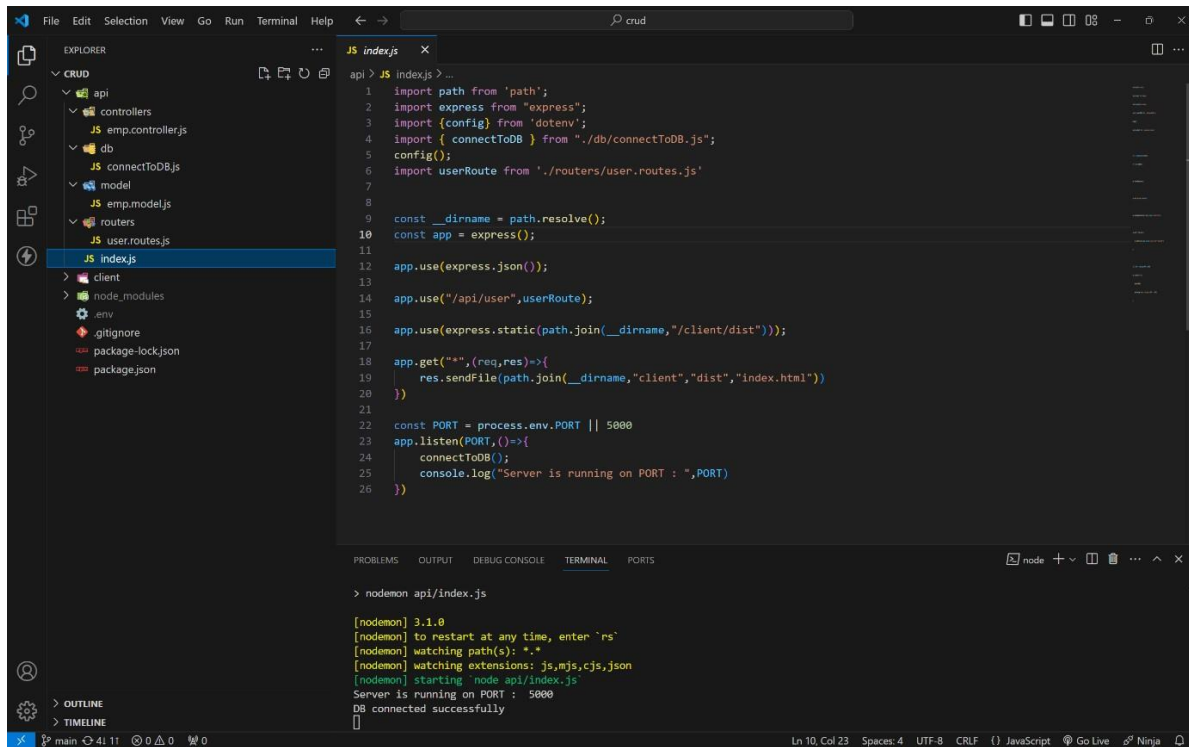 File Edit Selection View Go Run Terminal Help
crud
EXPLORER
CRUD
api
controllers
JS emp.controller.js
db
JS connectToDB.js
model
JS emp.model.js
routers
JS user.routes.js
JS index.js
client
node_modules
.env
.gitignore
package-lock.json
package.json
OUTLINE
TIMELINE
JS index.js
api > JS index.js > ...
1 import path from 'path';
2 import express from "express";
3 import {config} from 'dotenv';
4 import { connectToDB } from "./db/connectToDB.js";
5 config();
6 import userRoute from './routers/user.routes.js'
7
8
9 const __dirname = path.resolve();
10 const app = express();
11
12 app.use(express.json());
13
14 app.use("/api/user",userRoute);
15
16 app.use(express.static(path.join(__dirname,"/client/dist")));
17
18 app.get("*",(req,res)=>{
19 res.sendFile(path.join(__dirname,"client","dist","index.html"))
20 })
21
22 const PORT = process.env.PORT || 5000
23 app.listen(PORT,()=>{
24 connectToDB();
25 console.log("Server is running on PORT : ",PORT)
26 })
PROBLEMS OUTPUT DEBUG CONSOLE TERMINAL PORTS
node
> nodemon api/index.js
[nodemon] 3.1.0
[nodemon] to restart at any time, enter `rs`
[nodemon] watching path(s): *.*
[nodemon] watching extensions: js,mjs,cjs,json
[nodemon] starting `node api/index.js`
Server is running on PORT : 5000
DB connected successfully
main 4↓ 1↑ 0 0 0
Ln 10, Col 23 Spaces: 4 UTF-8 CRLF {} JavaScript Go Live Ninja